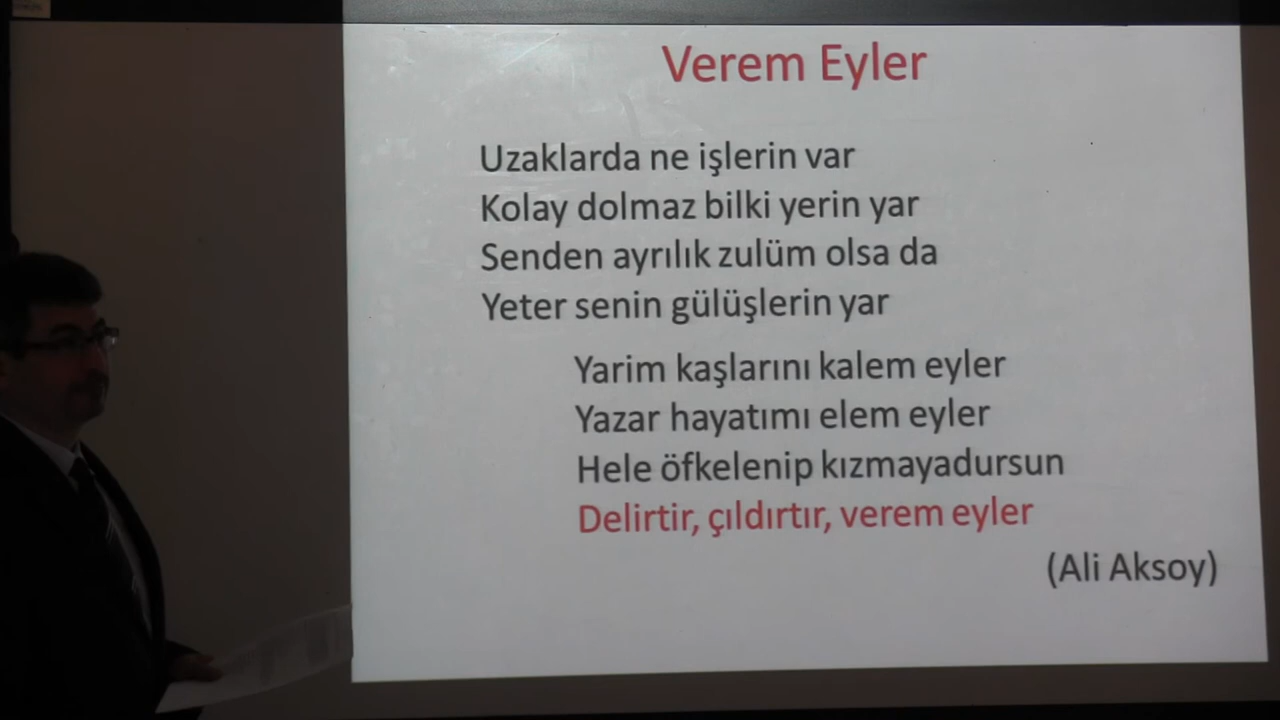 Verem Eyler
Uzaklarda ne işlerin var
Kolay dolmaz bilki yerin yar
Senden ayrılık zulüm olsa da
Yeter senin gülüşlerin yar
Yarim kaşlarını kalem eyler
Yazar hayatımı elem eyler
Hele öfkelenip kızmayadursun
Delirtir, çıldırtır, verem eyler
(Ali Aksoy)